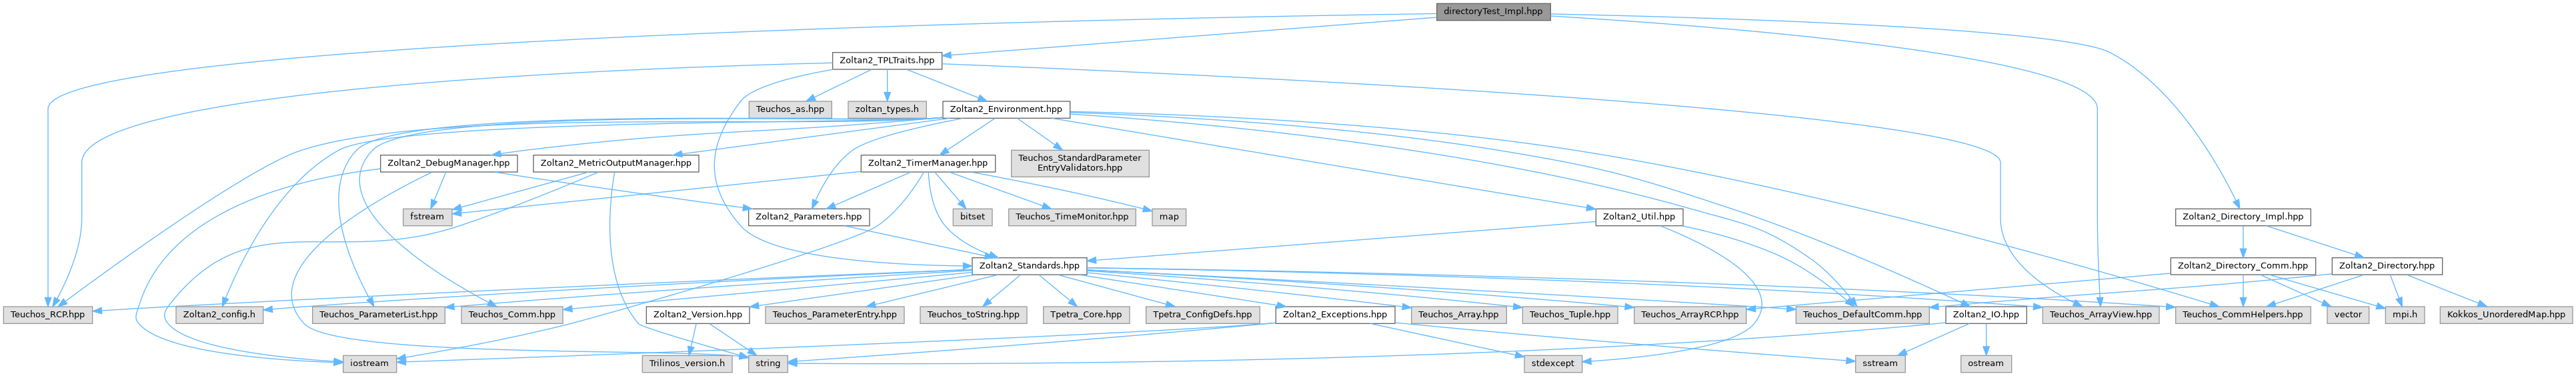 directoryTest_Impl.hpp
Zoltan2_TPLTraits.hpp
Teuchos_as.hpp
zoltan_types.h
Zoltan2_Environment.hpp
Zoltan2_DebugManager.hpp
Zoltan2_MetricOutputManager.hpp
Zoltan2_TimerManager.hpp
Teuchos_StandardParameter
EntryValidators.hpp
fstream
Zoltan2_Parameters.hpp
bitset
Teuchos_TimeMonitor.hpp
map
Zoltan2_Util.hpp
Zoltan2_Directory_Impl.hpp
Zoltan2_Standards.hpp
Zoltan2_Directory_Comm.hpp
Zoltan2_Directory.hpp
Teuchos_RCP.hpp
Zoltan2_config.h
Teuchos_ParameterList.hpp
Teuchos_Comm.hpp
Zoltan2_Version.hpp
Teuchos_ParameterEntry.hpp
Teuchos_toString.hpp
Tpetra_Core.hpp
Tpetra_ConfigDefs.hpp
Zoltan2_Exceptions.hpp
Teuchos_Array.hpp
Teuchos_Tuple.hpp
Teuchos_ArrayRCP.hpp
Teuchos_DefaultComm.hpp
Zoltan2_IO.hpp
Teuchos_ArrayView.hpp
Teuchos_CommHelpers.hpp
vector
mpi.h
Kokkos_UnorderedMap.hpp
iostream
Trilinos_version.h
string
stdexcept
sstream
ostream